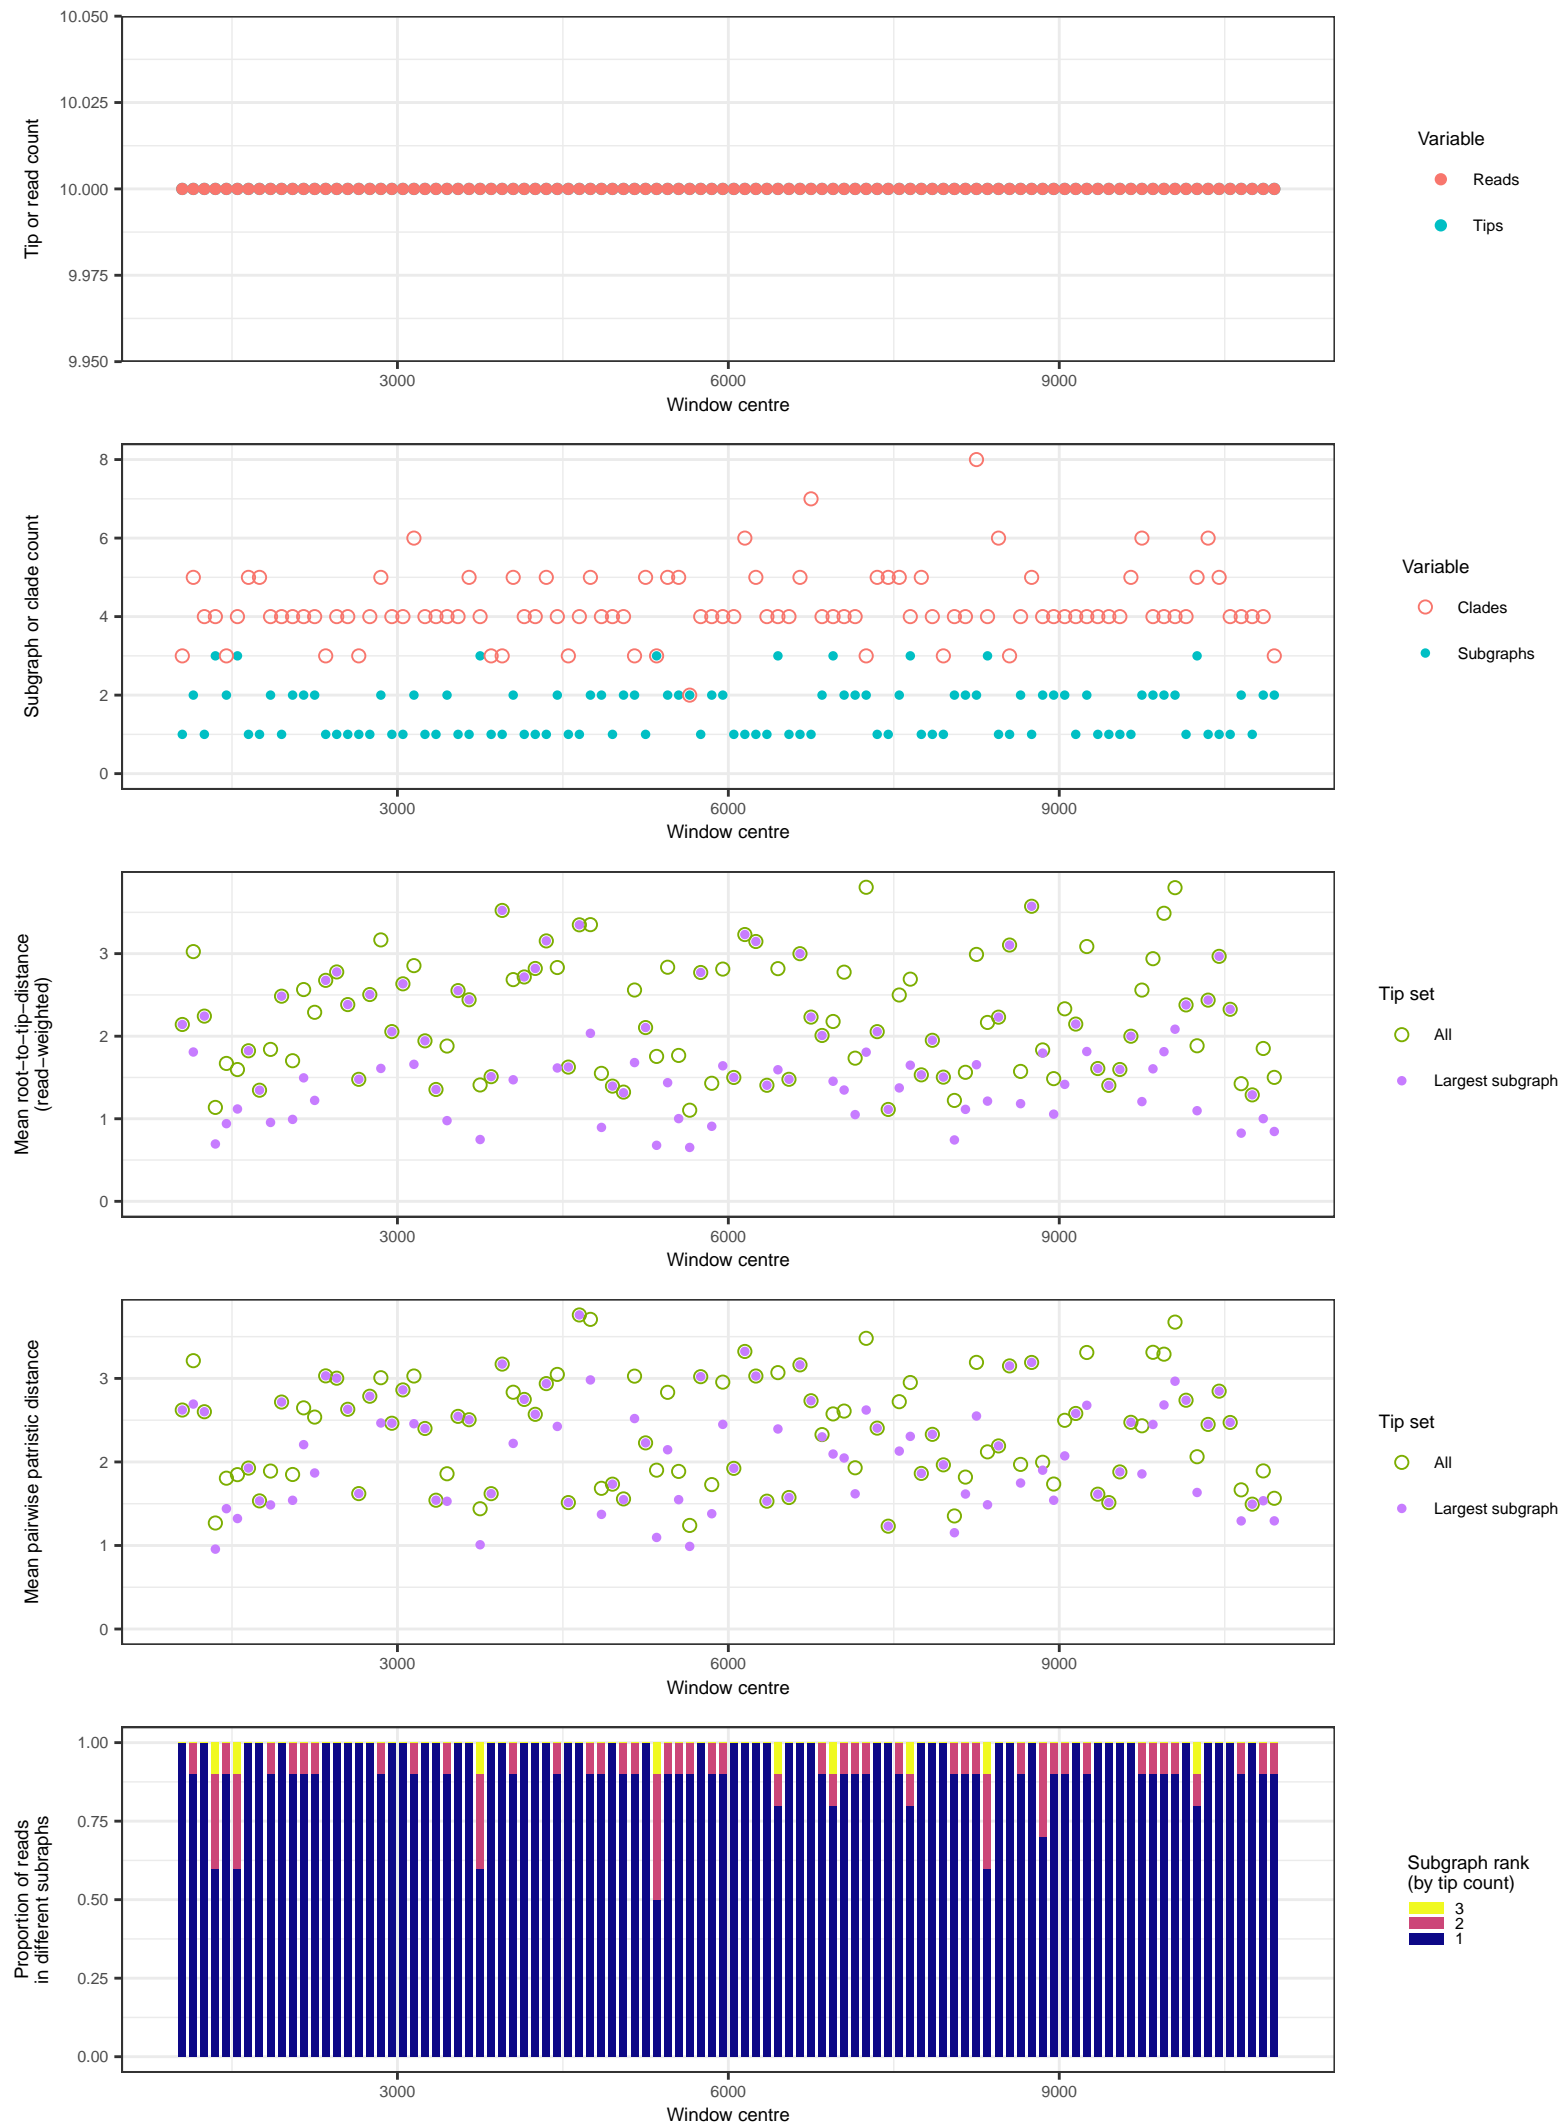 10.050
10.025
10.000
9.975
9.950
Tip or read count
3000 6000 9000
Window centre
Variable
Reads
Tips
8
6
4
2
0
Subgraph or clade count
3000 6000 9000
Window centre
Variable
Clades
Subgraphs
3
2
1
0
Mean root−to−tip−distance
(read−weighted)
3000 6000 9000
Window centre
Tip set
All
Largest subgraph
3
2
1
0
Mean pairwise patristic distance
3000 6000 9000
Window centre
Tip set
All
Largest subgraph
1.00
0.75
0.50
0.25
0.00
Proportion of reads
in different subraphs
3000 6000 9000
Window centre
Subgraph rank
(by tip count)
3
2
1